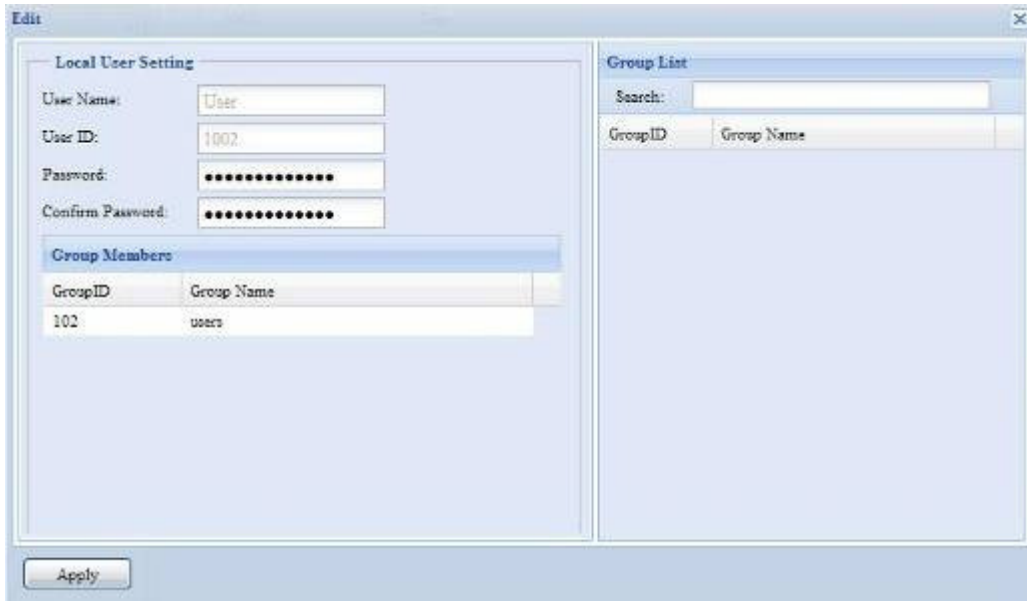 Edit
Local User Setting
User Name: User
User ID: 1002
Password: •••••••••••••
Confirm Password: •••••••••••••
Group Members
GroupID Group Name
102 users
Group List
Search:
GroupID Group Name
Apply